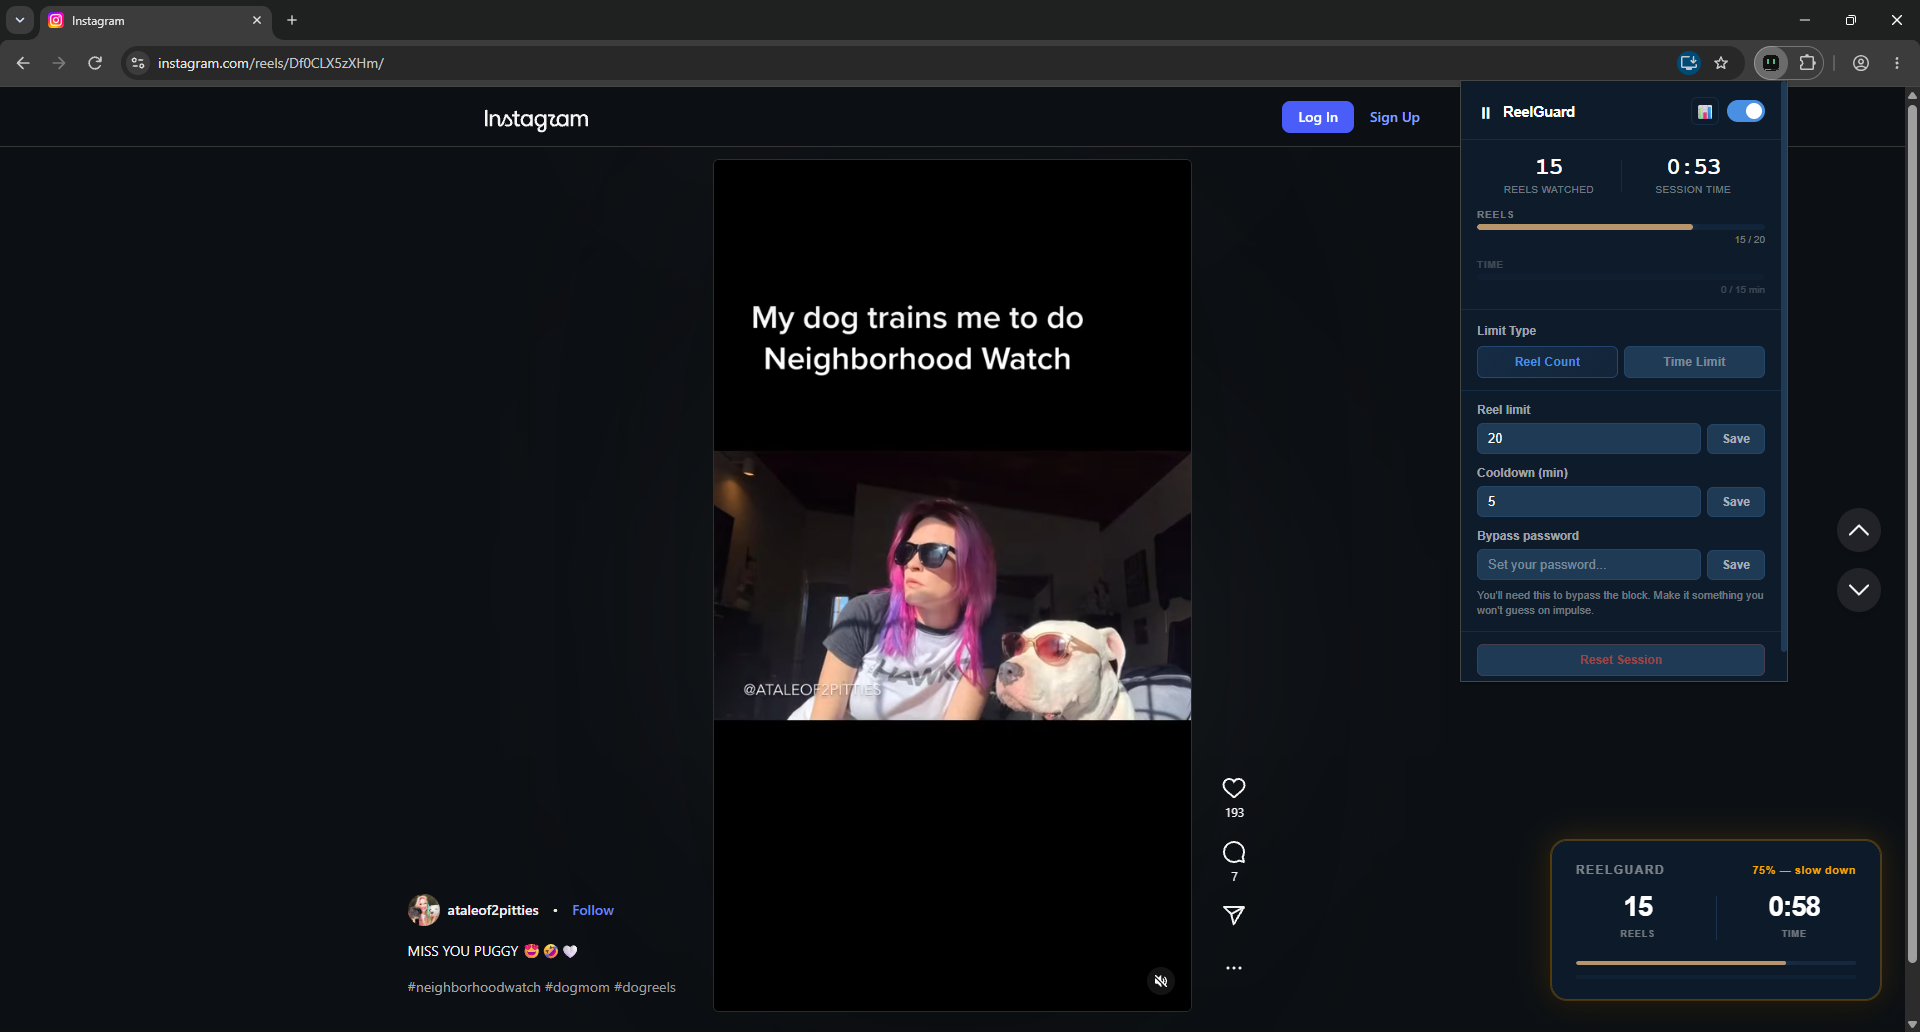 Instagram
instagram.com/reels/Df0CLX5zXHm/
Instagram
Log In
Sign Up
My dog trains me to do
Neighborhood Watch
HAWK
@ATALEOF2PITTIES
193
7
ataleof2pitties • Follow
MISS YOU PUGGY 😍🤣🤍
#neighborhoodwatch #dogmom #dogreels
ReelGuard
15
REELS WATCHED
0:53
SESSION TIME
REELS
15 / 20
TIME
0 / 15 min
Limit Type
Reel Count
Time Limit
Reel limit
20
Save
Cooldown (min)
5
Save
Bypass password
Set your password...
Save
You'll need this to bypass the block. Make it something you
won't guess on impulse.
Reset Session
REELGUARD
75% — slow down
15
REELS
0:58
TIME